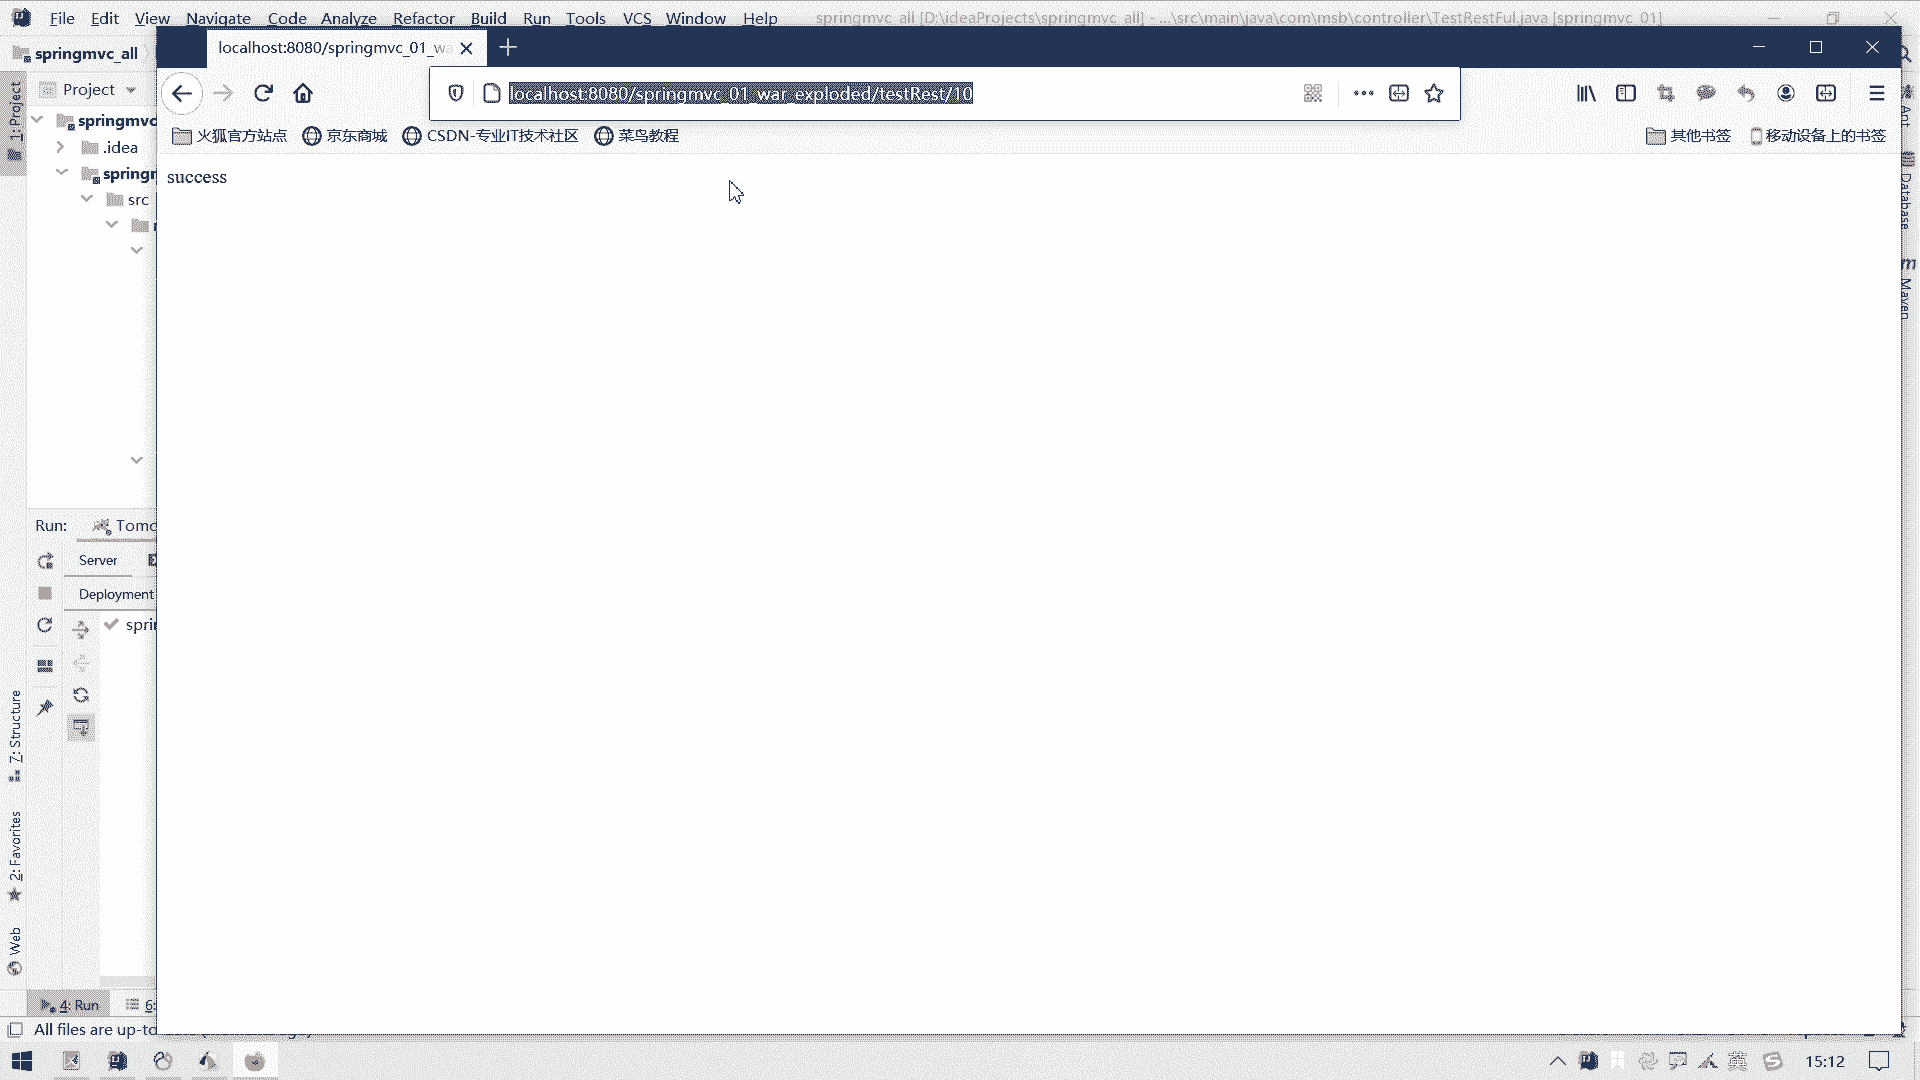 File Edit View Navigate Code Analyze Refactor Build Run Tools VCS Window Help springmvc_all [D:\ideaProjects\springmvc_all] - ...\src\main\java\com\msb\controller\TestRestFul.java [springmvc_01]
springmvc_all
localhost:8080/springmvc_01_wa
localhost:8080/springmvc_01_war_exploded/testRest/10
火狐官方站点 京东商城 CSDN-专业IT技术社区 菜鸟教程 其他书签 移动设备上的书签
success
1: Project
Project
springmvc
.idea
springm
src
Run: Tomc
Server
Deployment
sprin
7: Structure
2: Favorites
Web
Ant
Database
Maven
4: Run 6:
All files are up-to
英 15:12